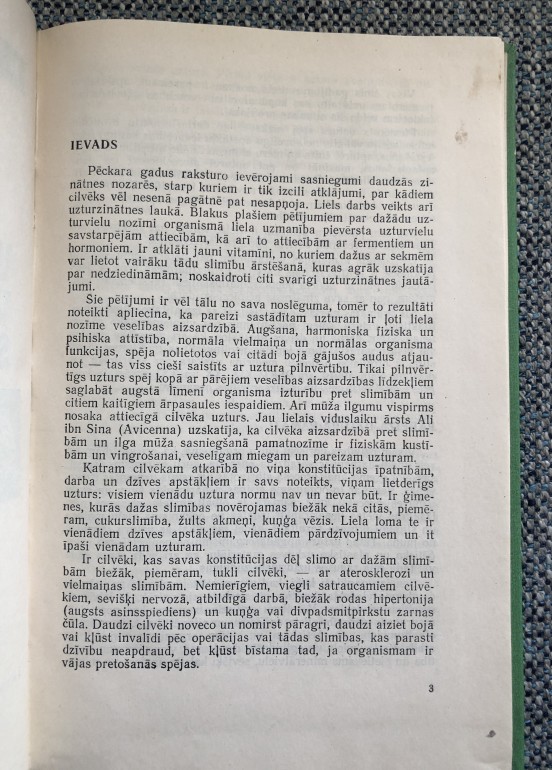 IEVADS
Pēckara gadus raksturo ievērojami sasniegumi daudzās zi-
nātnes nozarēs, starp kuriem ir tik izcili atklājumi, par kādiem
cilvēks vēl nesenā pagātnē pat nesapņoja. Liels darbs veikts arī
uzturzinātnes laukā. Blakus plašiem pētījumiem par dažādu uz-
turvielu nozīmi organismā liela uzmanība pievērsta uzturvielu
savstarpējām attiecībām, kā arī to attiecībām ar fermentiem un
hormoniem. Ir atklāti jauni vitamīni, no kuriem dažus ar sekmēm
var lietot vairāku tādu slimību ārstēšanā, kuras agrāk uzskatīja
par nedziedināmām; noskaidroti citi svarīgi uzturzinātnes jautā-
jumi.
Šie pētījumi ir vēl tālu no sava noslēguma, tomēr to rezultāti
noteikti apliecina, ka pareizi sastādītam uzturam ir ļoti liela
nozīme veselības aizsardzībā. Augšana, harmoniska fiziska un
psihiska attīstība, normāla vielmaiņa un normālas organisma
funkcijas, spēja nolietotos vai citādi bojā gājušos audus atjau-
not — tas viss cieši saistīts ar uztura pilnvērtību. Tikai pilnvēr-
tīgs uzturs spēj kopā ar pārējiem veselības aizsardzības līdzekļiem
saglabāt augstā līmenī organisma izturību pret slimībām un
citiem kaitīgiem ārpasaules iespaidiem. Arī mūža ilgumu vispirms
nosaka attiecīgā cilvēka uzturs. Jau lielais viduslaiku ārsts Ali
ibn Sina (Avicenna) uzskatīja, ka cilvēka aizsardzībā pret slimī-
bām un ilga mūža sasniegšanā pamatnozīme ir fiziskām kustī-
bām un vingrošanai, veselīgam miegam un pareizam uzturam.
Katram cilvēkam atkarībā no viņa konstitūcijas īpatnībām,
darba un dzīves apstākļiem ir savs noteikts, viņam lietderīgs
uzturs: visiem vienādu uztura normu nav un nevar būt. Ir ģime-
nes, kurās dažas slimības novērojamas biežāk nekā citās, piemē-
ram, cukurslimība, žults akmeņi, kuņģa vēzis. Liela loma te ir
vienādiem dzīves apstākļiem, vienādiem pārdzīvojumiem un it
īpaši vienādam uzturam.
Ir cilvēki, kas savas konstitūcijas dēļ slimo ar dažām slimī-
bām biežāk, piemēram, tukli cilvēki, — ar aterosklerozi un
vielmaiņas slimībām. Nemierīgiem, viegli satraucamiem cilvē-
kiem, sevišķi nervozā, atbildīgā darbā, biežāk rodas hipertonija
(augsts asinsspiediens) un kuņģa vai divpadsmitpirkstu zarnas
čūla. Daudzi cilvēki noveco un nomirst pāragri, daudzi aiziet bojā
vai kļūst invalīdi pēc operācijas vai tādas slimības, kas parasti
dzīvību neapdraud, bet kļūst bīstama tad, ja organismam ir
vājas pretošanās spējas.
3